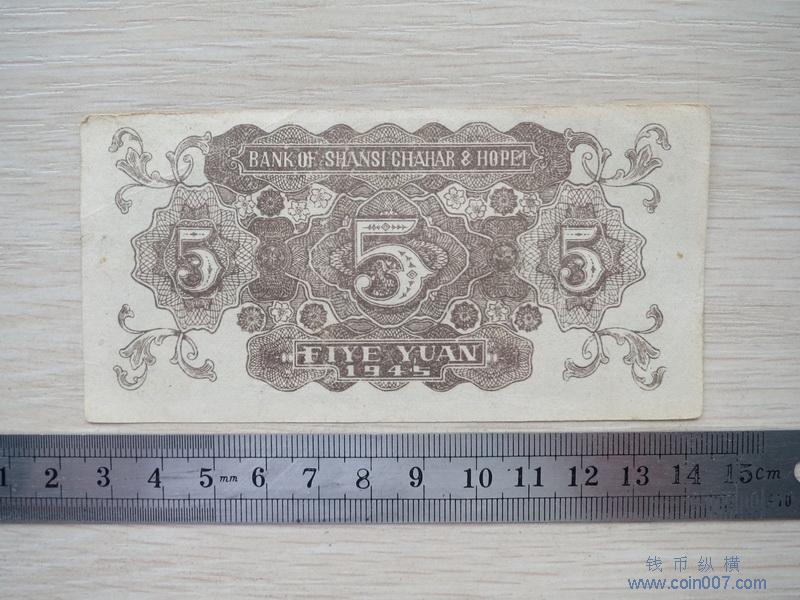 BANK OF SHANSI CHAHAR & HOPEI
5 5 5
FIVE YUAN
1945
1 2 3 4 5 mm 6 7 8 9 10 11 12 13 14 15 cm
钱币纵横
www.coin007.com